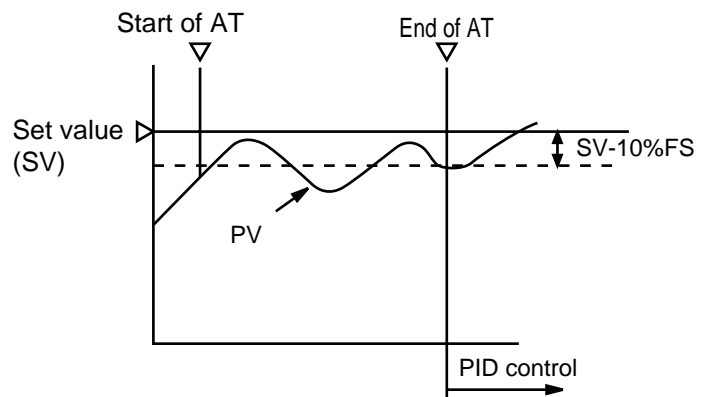 Start of AT
End of AT
Set value
(SV)
SV-10%FS
PV
PID control